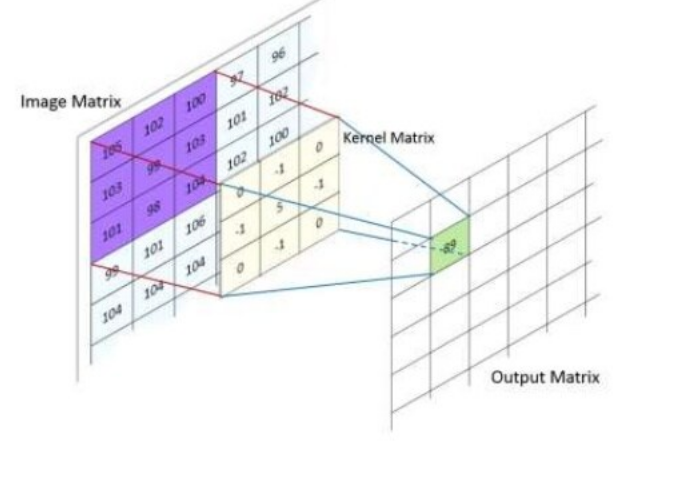 Image Matrix
105 102 100 97 96
103 99 103 101 102
101 98 104 102 100
99 101 106
104 104 104
Kernel Matrix
0 -1 0
-1 5 -1
0 -1 0
89
Output Matrix